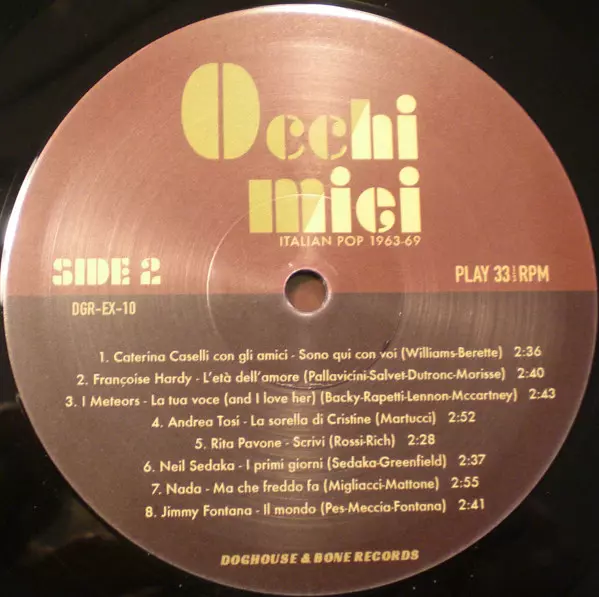 Occhi
mici
ITALIAN POP 1963-69
SIDE 2
PLAY 33 RPM
DGR-EX-10
1. Caterina Caselli con gli amici - Sono qui con voi (Williams-Berette) 2:36
2. Françoise Hardy - L'età dell'amore (Pallavicini-Salvet-Dutronc-Morisse) 2:40
3. I Meteors - La tua voce (and I love her) (Backy-Rapetti-Lennon-Mccartney) 2:43
4. Andrea Tosi - La sorella di Cristine (Martucci) 2:52
5. Rita Pavone - Scrivi (Rossi-Rich) 2:28
6. Neil Sedaka - I primi giorni (Sedaka-Greenfield) 2:37
7. Nada - Ma che freddo fa (Migliacci-Mattone) 2:55
8. Jimmy Fontana - Il mondo (Pes-Meccia-Fontana) 2:41
DOGHOUSE & BONE RECORDS